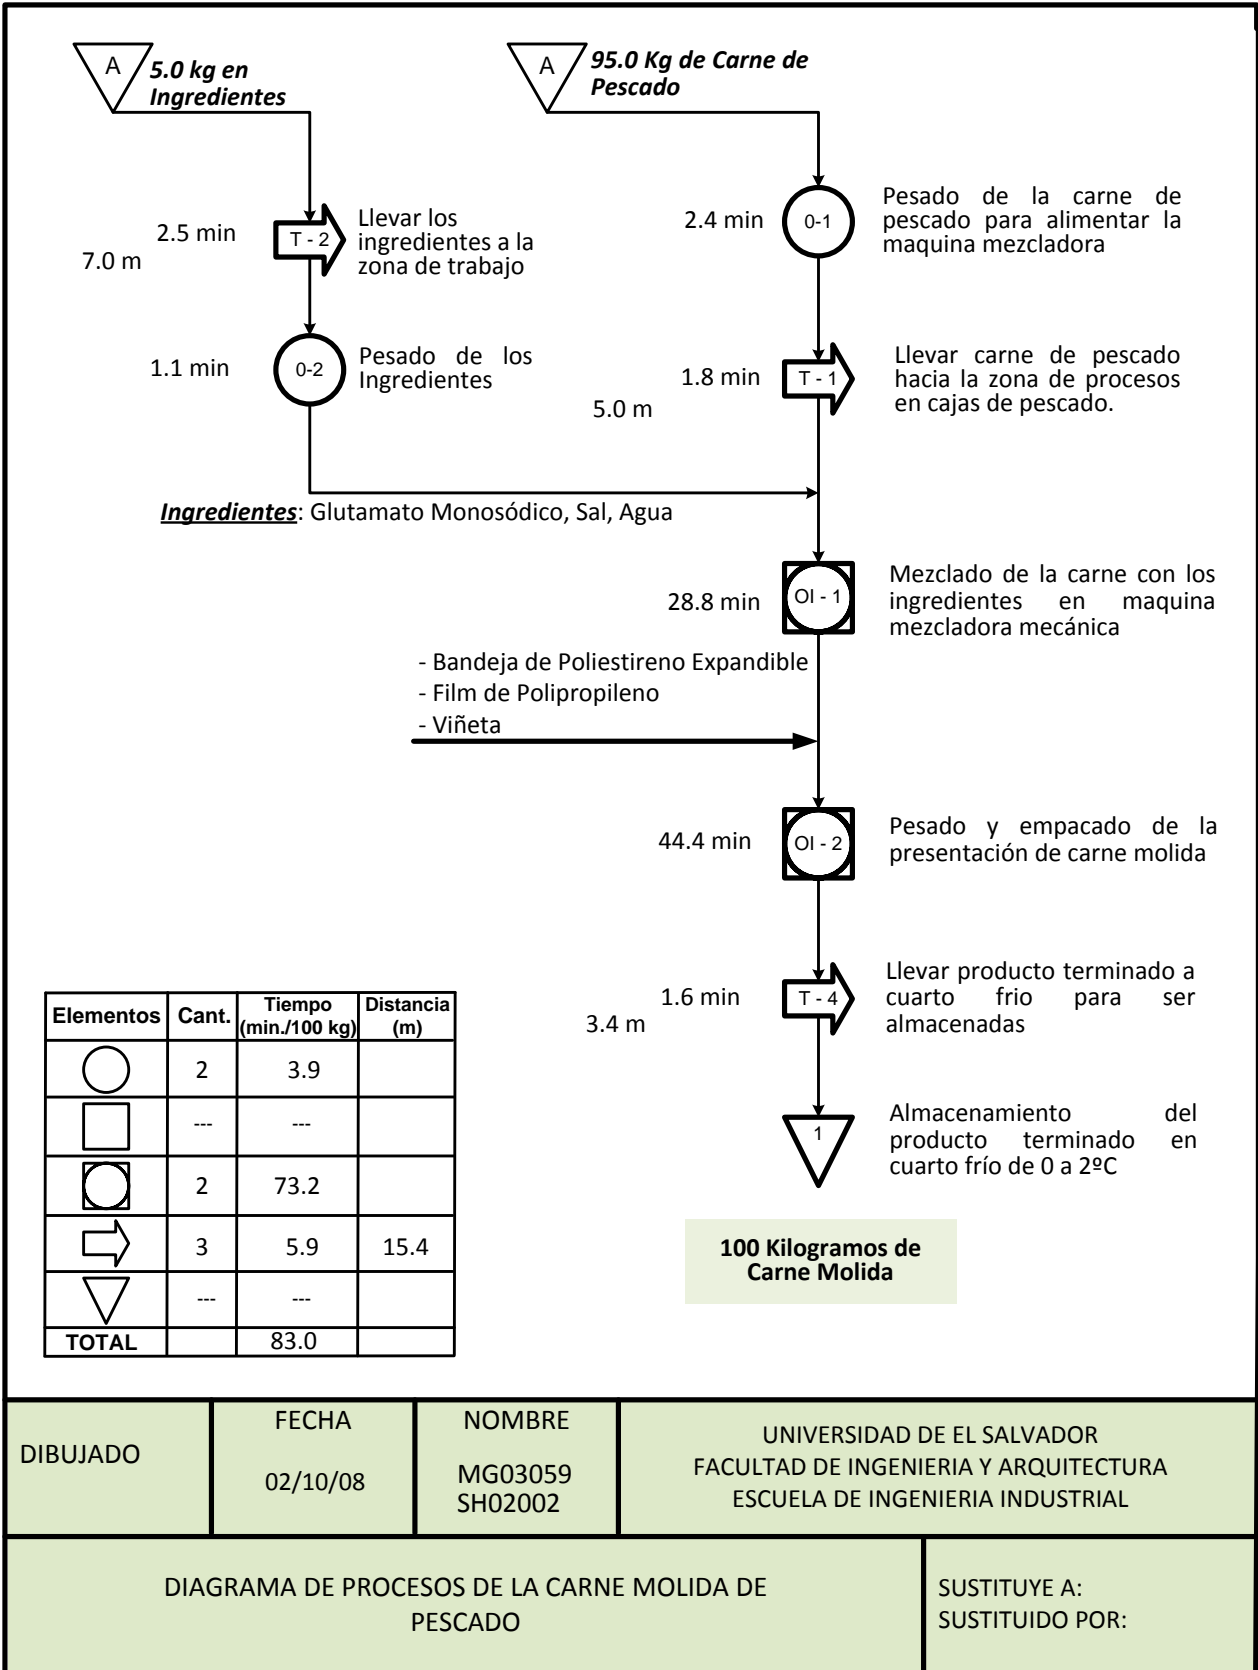 A
5.0 kg en
Ingredientes
A
95.0 Kg de Carne de
Pescado
2.5 min
7.0 m
T - 2
Llevar los
ingredientes a la
zona de trabajo
2.4 min
0-1
Pesado de la carne de
pescado para alimentar la
maquina mezcladora
1.1 min
0-2
Pesado de los
Ingredientes
1.8 min
5.0 m
T - 1
Llevar carne de pescado
hacia la zona de procesos
en cajas de pescado.
Ingredientes: Glutamato Monosódico, Sal, Agua
28.8 min
OI - 1
Mezclado de la carne con los
ingredientes en maquina
mezcladora mecánica
- Bandeja de Poliestireno Expandible
- Film de Polipropileno
- Viñeta
44.4 min
OI - 2
Pesado y empacado de la
presentación de carne molida
1.6 min
3.4 m
T - 4
Llevar producto terminado a
cuarto frio para ser
almacenadas
1
Almacenamiento del
producto terminado en
cuarto frío de 0 a 2ºC
100 Kilogramos de
Carne Molida
Elementos Cant. Tiempo (min./100 kg) Distancia (m)
2 3.9
--- ---
2 73.2
3 5.9 15.4
--- ---
TOTAL 83.0
DIBUJADO
FECHA
02/10/08
NOMBRE
MG03059
SH02002
UNIVERSIDAD DE EL SALVADOR
FACULTAD DE INGENIERIA Y ARQUITECTURA
ESCUELA DE INGENIERIA INDUSTRIAL
DIAGRAMA DE PROCESOS DE LA CARNE MOLIDA DE
PESCADO
SUSTITUYE A:
SUSTITUIDO POR: